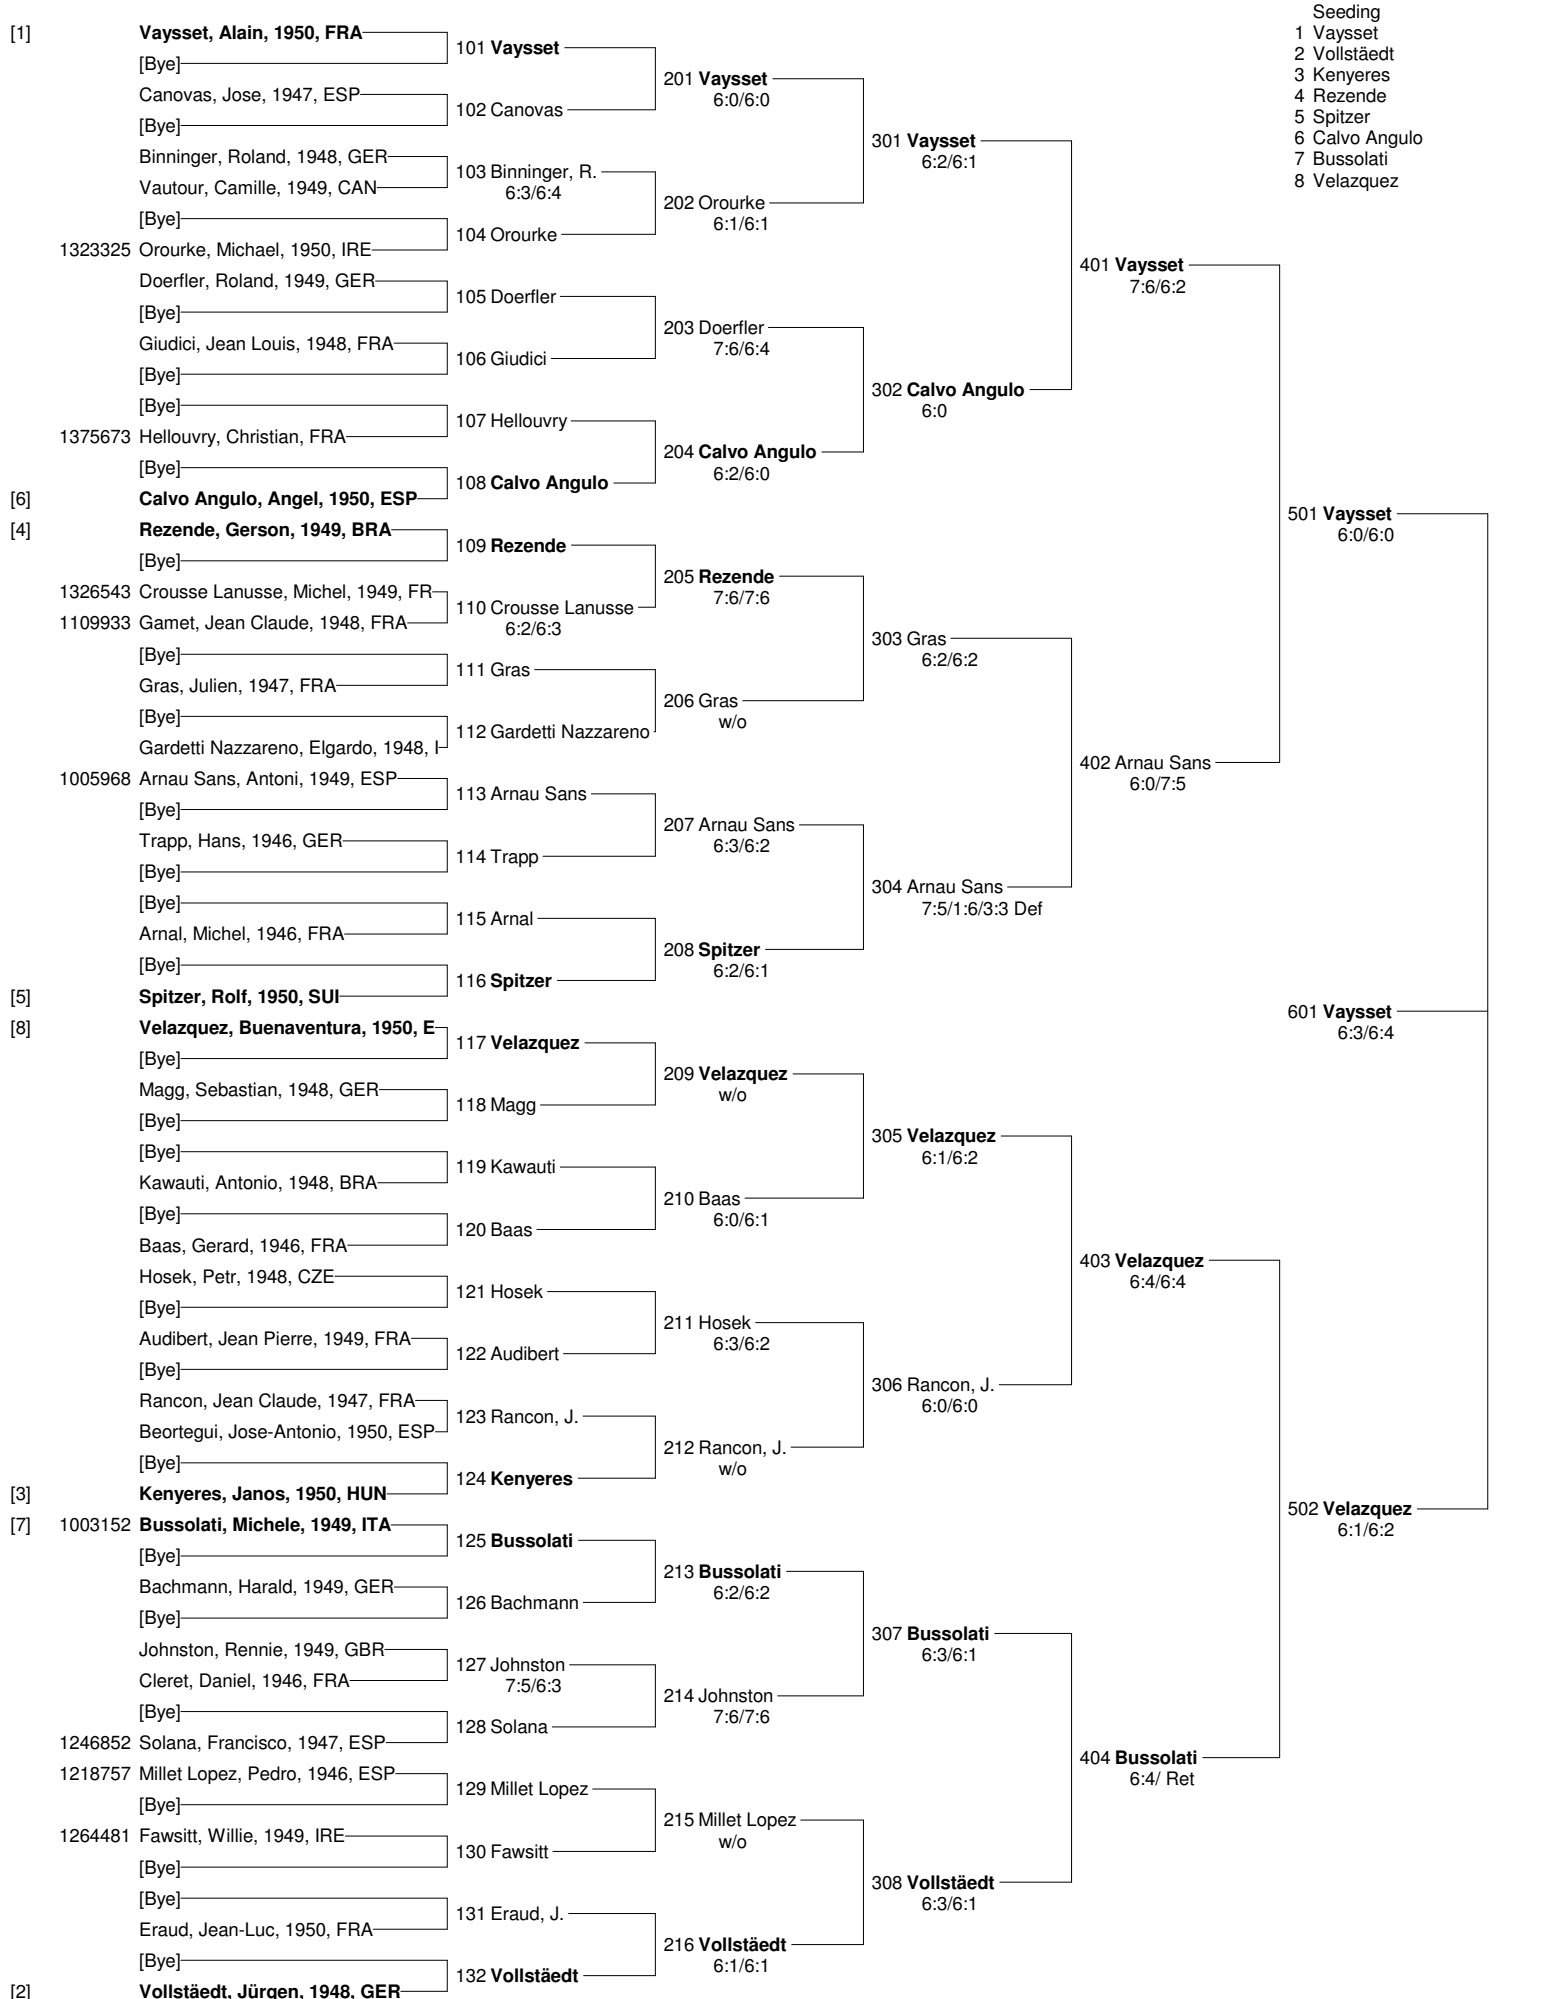 Seeding
1 Vaysset
2 Vollstäedt
3 Kenyeres
4 Rezende
5 Spitzer
6 Calvo Angulo
7 Bussolati
8 Velazquez
[1] Vaysset, Alain, 1950, FRA
[Bye]
Canovas, Jose, 1947, ESP
[Bye]
Binninger, Roland, 1948, GER
Vautour, Camille, 1949, CAN
[Bye]
1323325 Orourke, Michael, 1950, IRE
Doerfler, Roland, 1949, GER
[Bye]
Giudici, Jean Louis, 1948, FRA
[Bye]
[Bye]
1375673 Hellouvry, Christian, FRA
[Bye]
[6] Calvo Angulo, Angel, 1950, ESP
[4] Rezende, Gerson, 1949, BRA
[Bye]
1326543 Crousse Lanusse, Michel, 1949, FR
1109933 Gamet, Jean Claude, 1948, FRA
[Bye]
Gras, Julien, 1947, FRA
[Bye]
Gardetti Nazzareno, Elgardo, 1948, I
1005968 Arnau Sans, Antoni, 1949, ESP
[Bye]
Trapp, Hans, 1946, GER
[Bye]
[Bye]
Arnal, Michel, 1946, FRA
[Bye]
[5] Spitzer, Rolf, 1950, SUI
[8] Velazquez, Buenaventura, 1950, E
[Bye]
Magg, Sebastian, 1948, GER
[Bye]
[Bye]
Kawauti, Antonio, 1948, BRA
[Bye]
Baas, Gerard, 1946, FRA
Hosek, Petr, 1948, CZE
[Bye]
Audibert, Jean Pierre, 1949, FRA
[Bye]
Rancon, Jean Claude, 1947, FRA
Beortegui, Jose-Antonio, 1950, ESP
[Bye]
[3] Kenyeres, Janos, 1950, HUN
[7] 1003152 Bussolati, Michele, 1949, ITA
[Bye]
Bachmann, Harald, 1949, GER
[Bye]
Johnston, Rennie, 1949, GBR
Cleret, Daniel, 1946, FRA
[Bye]
1246852 Solana, Francisco, 1947, ESP
1218757 Millet Lopez, Pedro, 1946, ESP
[Bye]
1264481 Fawsitt, Willie, 1949, IRE
[Bye]
[Bye]
Eraud, Jean-Luc, 1950, FRA
[Bye]
[2] Vollstäedt, Jürgen, 1948, GER
101 Vaysset
102 Canovas
103 Binninger, R.
6:3/6:4
104 Orourke
105 Doerfler
106 Giudici
107 Hellouvry
108 Calvo Angulo
109 Rezende
110 Crousse Lanusse
6:2/6:3
111 Gras
112 Gardetti Nazzareno
113 Arnau Sans
114 Trapp
115 Arnal
116 Spitzer
117 Velazquez
118 Magg
119 Kawauti
120 Baas
121 Hosek
122 Audibert
123 Rancon, J.
124 Kenyeres
125 Bussolati
126 Bachmann
127 Johnston
7:5/6:3
128 Solana
129 Millet Lopez
130 Fawsitt
131 Eraud, J.
132 Vollstäedt
201 Vaysset
6:0/6:0
202 Orourke
6:1/6:1
203 Doerfler
7:6/6:4
204 Calvo Angulo
6:2/6:0
205 Rezende
7:6/7:6
206 Gras
w/o
207 Arnau Sans
6:3/6:2
208 Spitzer
6:2/6:1
209 Velazquez
w/o
210 Baas
6:0/6:1
211 Hosek
6:3/6:2
212 Rancon, J.
w/o
213 Bussolati
6:2/6:2
214 Johnston
7:6/7:6
215 Millet Lopez
w/o
216 Vollstäedt
6:1/6:1
301 Vaysset
6:2/6:1
302 Calvo Angulo
6:0
303 Gras
6:2/6:2
304 Arnau Sans
7:5/1:6/3:3 Def
305 Velazquez
6:1/6:2
306 Rancon, J.
6:0/6:0
307 Bussolati
6:3/6:1
308 Vollstäedt
6:3/6:1
401 Vaysset
7:6/6:2
402 Arnau Sans
6:0/7:5
403 Velazquez
6:4/6:4
404 Bussolati
6:4/ Ret
501 Vaysset
6:0/6:0
502 Velazquez
6:1/6:2
601 Vaysset
6:3/6:4